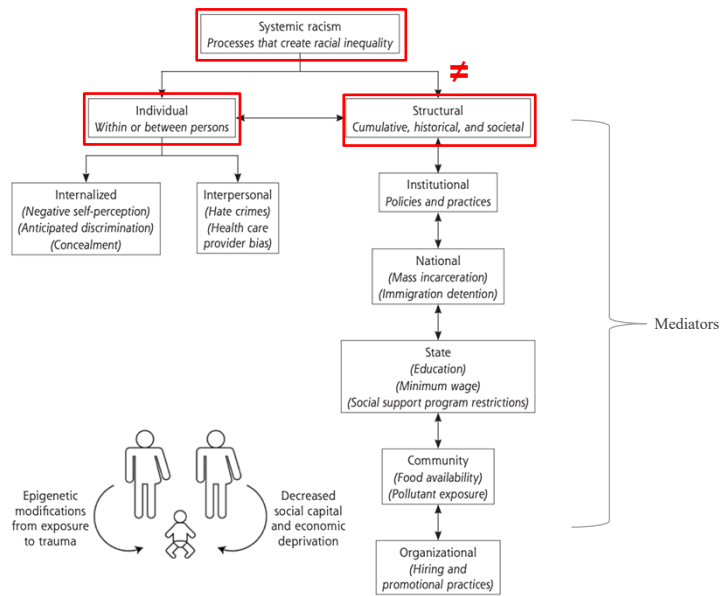 Systemic racism
Processes that create racial inequality
≠
Individual
Within or between persons
Structural
Cumulative, historical, and societal
Internalized
(Negative self-perception)
(Anticipated discrimination)
(Concealment)
Interpersonal
(Hate crimes)
(Health care
provider bias)
Institutional
Policies and practices
National
(Mass incarceration)
(Immigration detention)
Mediators
State
(Education)
(Minimum wage)
(Social support program restrictions)
Community
(Food availability)
(Pollutant exposure)
Organizational
(Hiring and
promotional practices)
Epigenetic
modifications
from exposure
to trauma
Decreased
social capital
and economic
deprivation